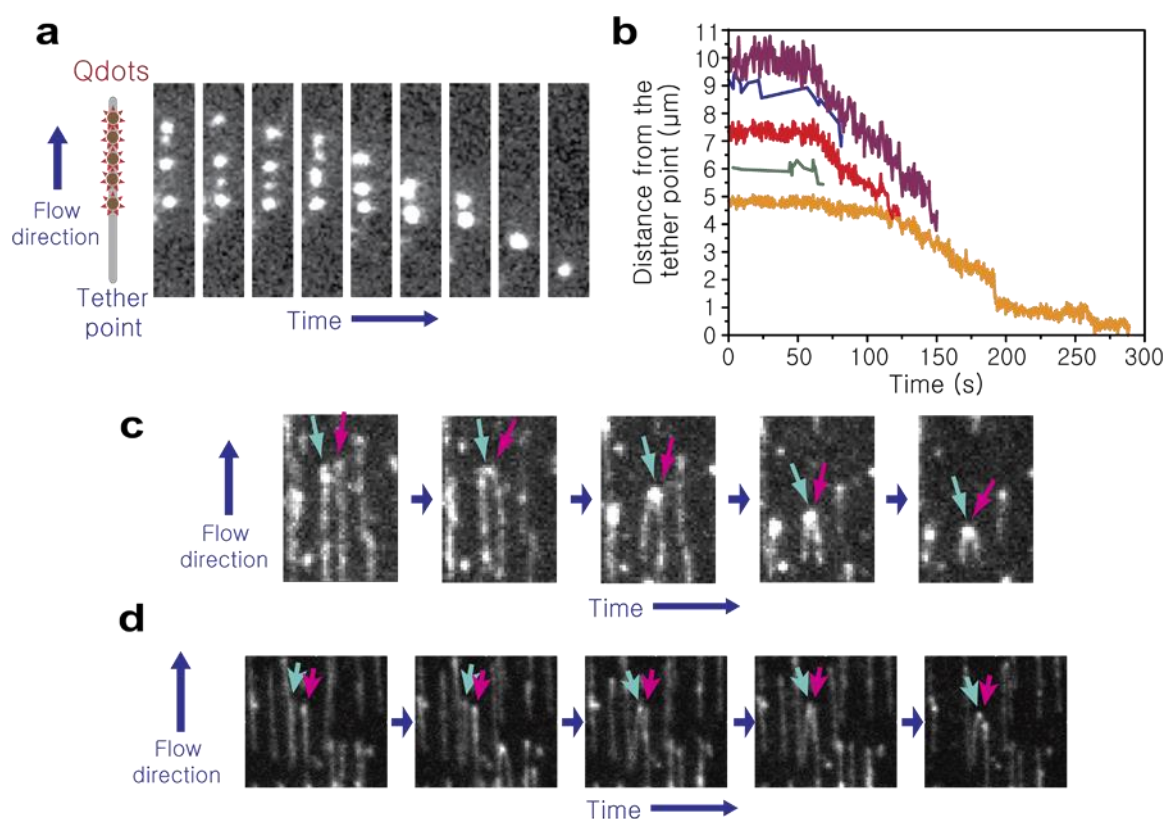 a
Qdots
Flow
direction
Tether
point
Time
b
Distance from the
tether point (μm)
11
10
9
8
7
6
5
4
3
2
1
0
0 50 100 150 200 250 300
Time (s)
c
Flow
direction
Time
d
Flow
direction
Time